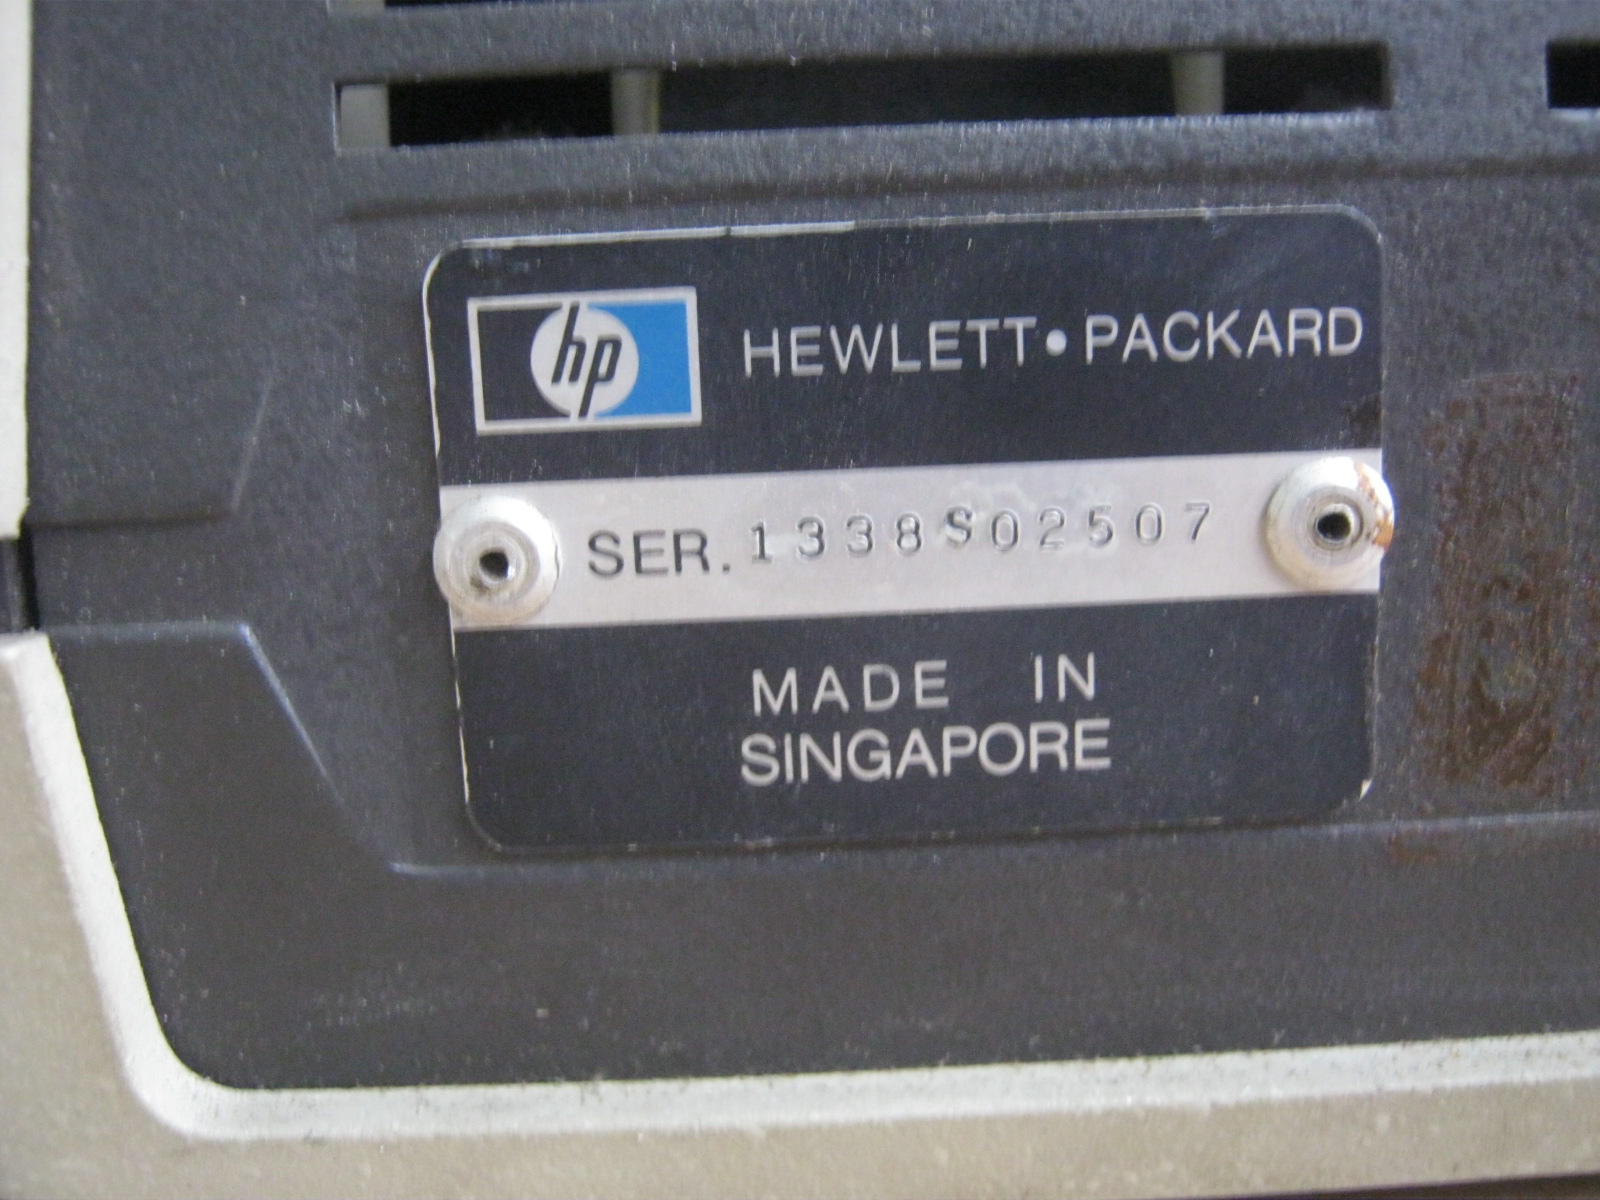 hp HEWLETT•PACKARD
SER. 1338S02507
MADE IN
SINGAPORE